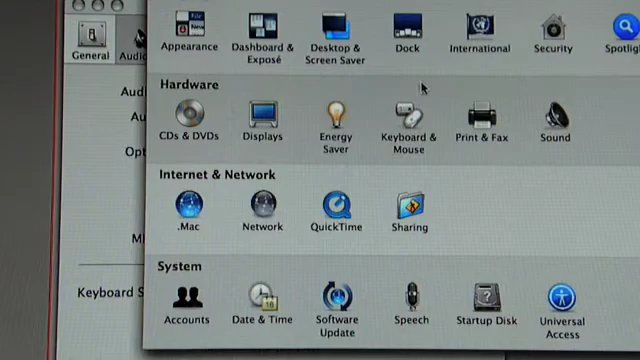 General
Appearance
Dashboard &
Exposé
Desktop &
Screen Saver
Dock
International
Security
Hardware
CDs & DVDs
Displays
Energy
Saver
Keyboard &
Mouse
Print & Fax
Sound
Internet & Network
.Mac
Network
QuickTime
Sharing
System
Accounts
Date & Time
Software
Update
Speech
Startup Disk
Universal
Access
Keyboard S